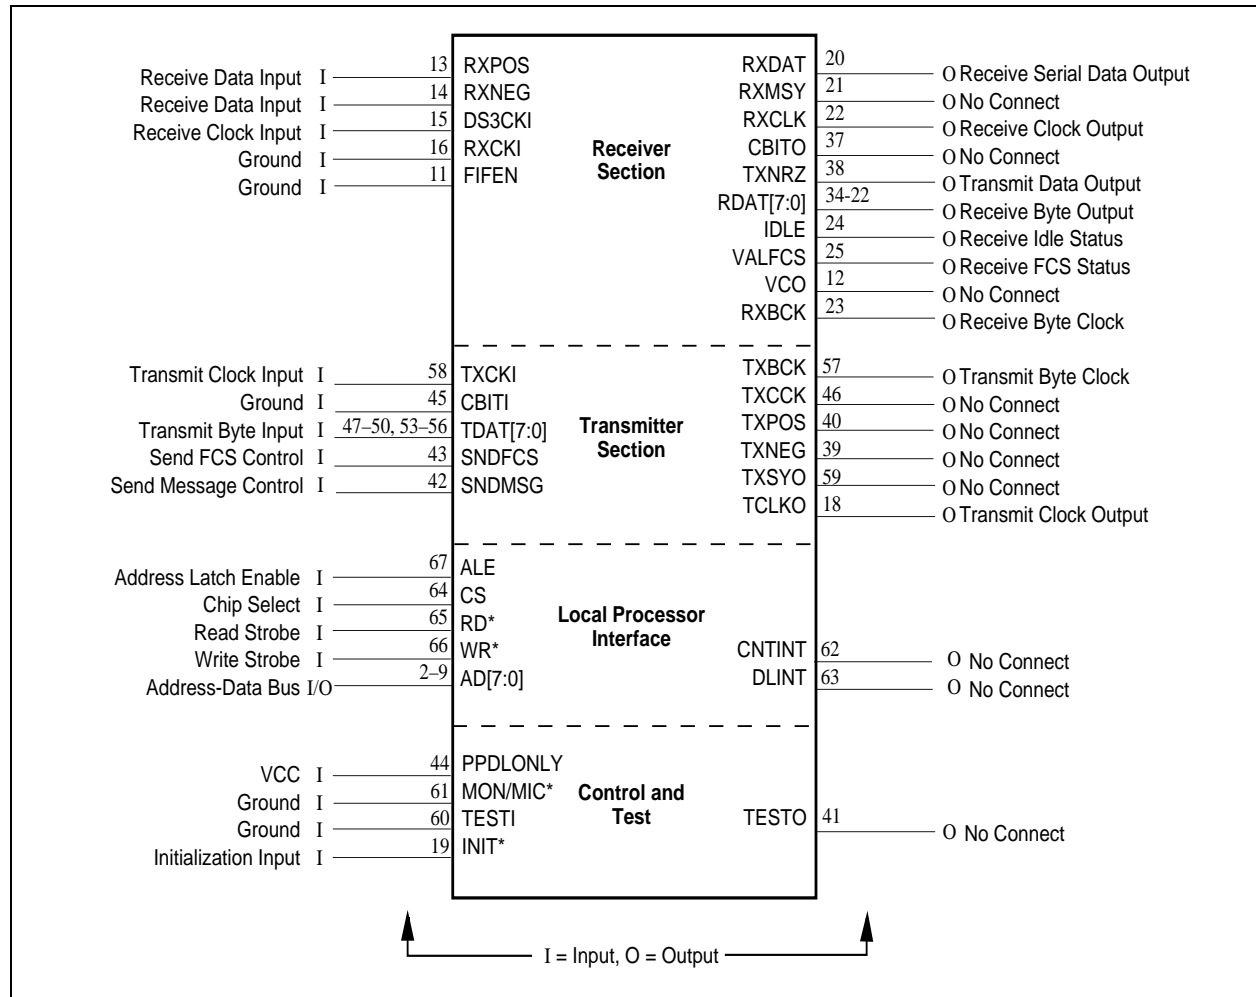 Receive Data Input I 13 RXPOS
Receive Data Input I 14 RXNEG
Receive Clock Input I 15 DS3CKI
Ground I 16 RXCKI
Ground I 11 FIFEN
Receiver
Section
RXDAT 20 O Receive Serial Data Output
RXMSY 21 O No Connect
RXCLK 22 O Receive Clock Output
CBITO 37 O No Connect
TXNRZ 38 O Transmit Data Output
RDAT[7:0] 34-22 O Receive Byte Output
IDLE 24 O Receive Idle Status
VALFCS 25 O Receive FCS Status
VCO 12 O No Connect
RXBCK 23 O Receive Byte Clock
Transmit Clock Input I 58 TXCKI
Ground I 45 CBITI
Transmit Byte Input I 47–50, 53–56 TDAT[7:0]
Send FCS Control I 43 SNDFCS
Send Message Control I 42 SNDMSG
Transmitter
Section
TXBCK 57 O Transmit Byte Clock
TXCCK 46 O No Connect
TXPOS 40 O No Connect
TXNEG 39 O No Connect
TXSYO 59 O No Connect
TCLKO 18 O Transmit Clock Output
Address Latch Enable I 67 ALE
Chip Select I 64 CS
Read Strobe I 65 RD*
Write Strobe I 66 WR*
Address-Data Bus I/O 2–9 AD[7:0]
Local Processor
Interface
CNTINT 62 O No Connect
DLINT 63 O No Connect
VCC I 44 PPDLONLY
Ground I 61 MON/MIC*
Ground I 60 TESTI
Initialization Input I 19 INIT*
Control and
Test
TESTO 41 O No Connect
I = Input, O = Output